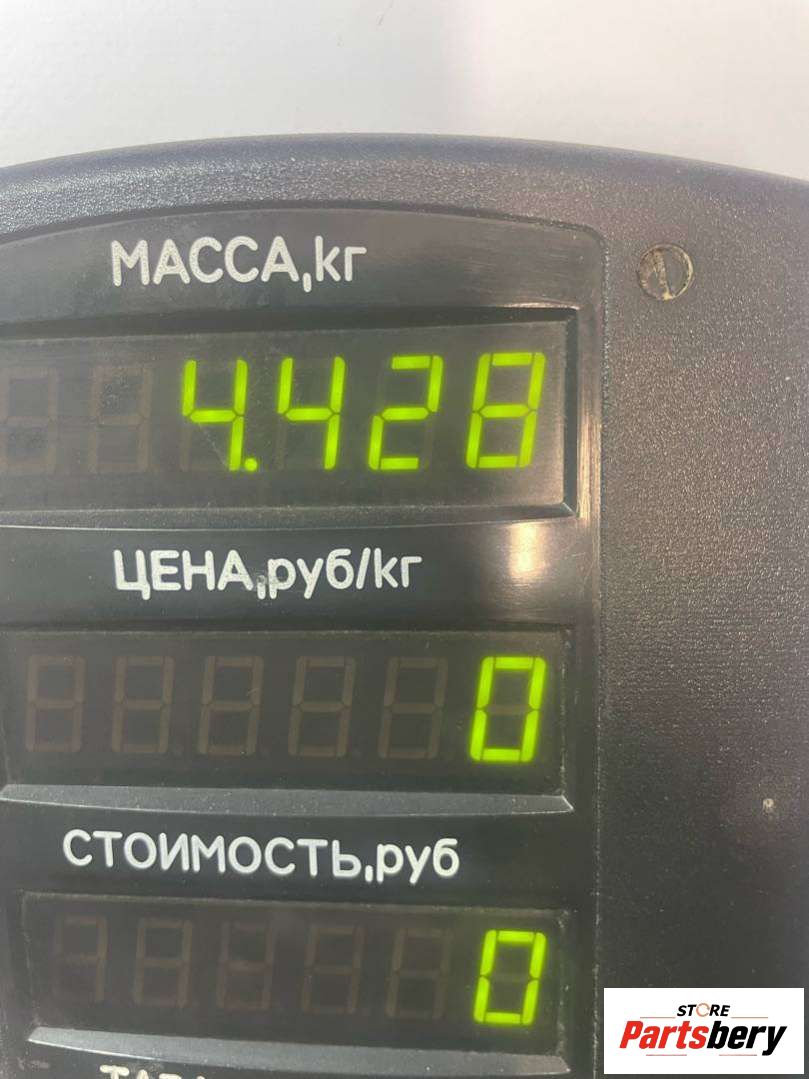 МАССА,кг
4.428
ЦЕНА,руб/кг
0
СТОИМОСТЬ,руб
0
STORE
Partsbery